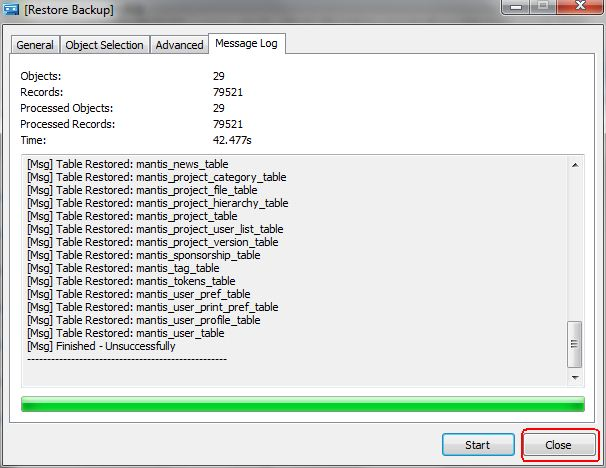 [Restore Backup]
General Object Selection Advanced Message Log
Objects: 29
Records: 79521
Processed Objects: 29
Processed Records: 79521
Time: 42.477s
[Msg] Table Restored: mantis_news_table
[Msg] Table Restored: mantis_project_category_table
[Msg] Table Restored: mantis_project_file_table
[Msg] Table Restored: mantis_project_hierarchy_table
[Msg] Table Restored: mantis_project_table
[Msg] Table Restored: mantis_project_user_list_table
[Msg] Table Restored: mantis_project_version_table
[Msg] Table Restored: mantis_sponsorship_table
[Msg] Table Restored: mantis_tag_table
[Msg] Table Restored: mantis_tokens_table
[Msg] Table Restored: mantis_user_pref_table
[Msg] Table Restored: mantis_user_print_pref_table
[Msg] Table Restored: mantis_user_profile_table
[Msg] Table Restored: mantis_user_table
[Msg] Finished - Unsuccessfully
--------------------------------------------------
Start Close